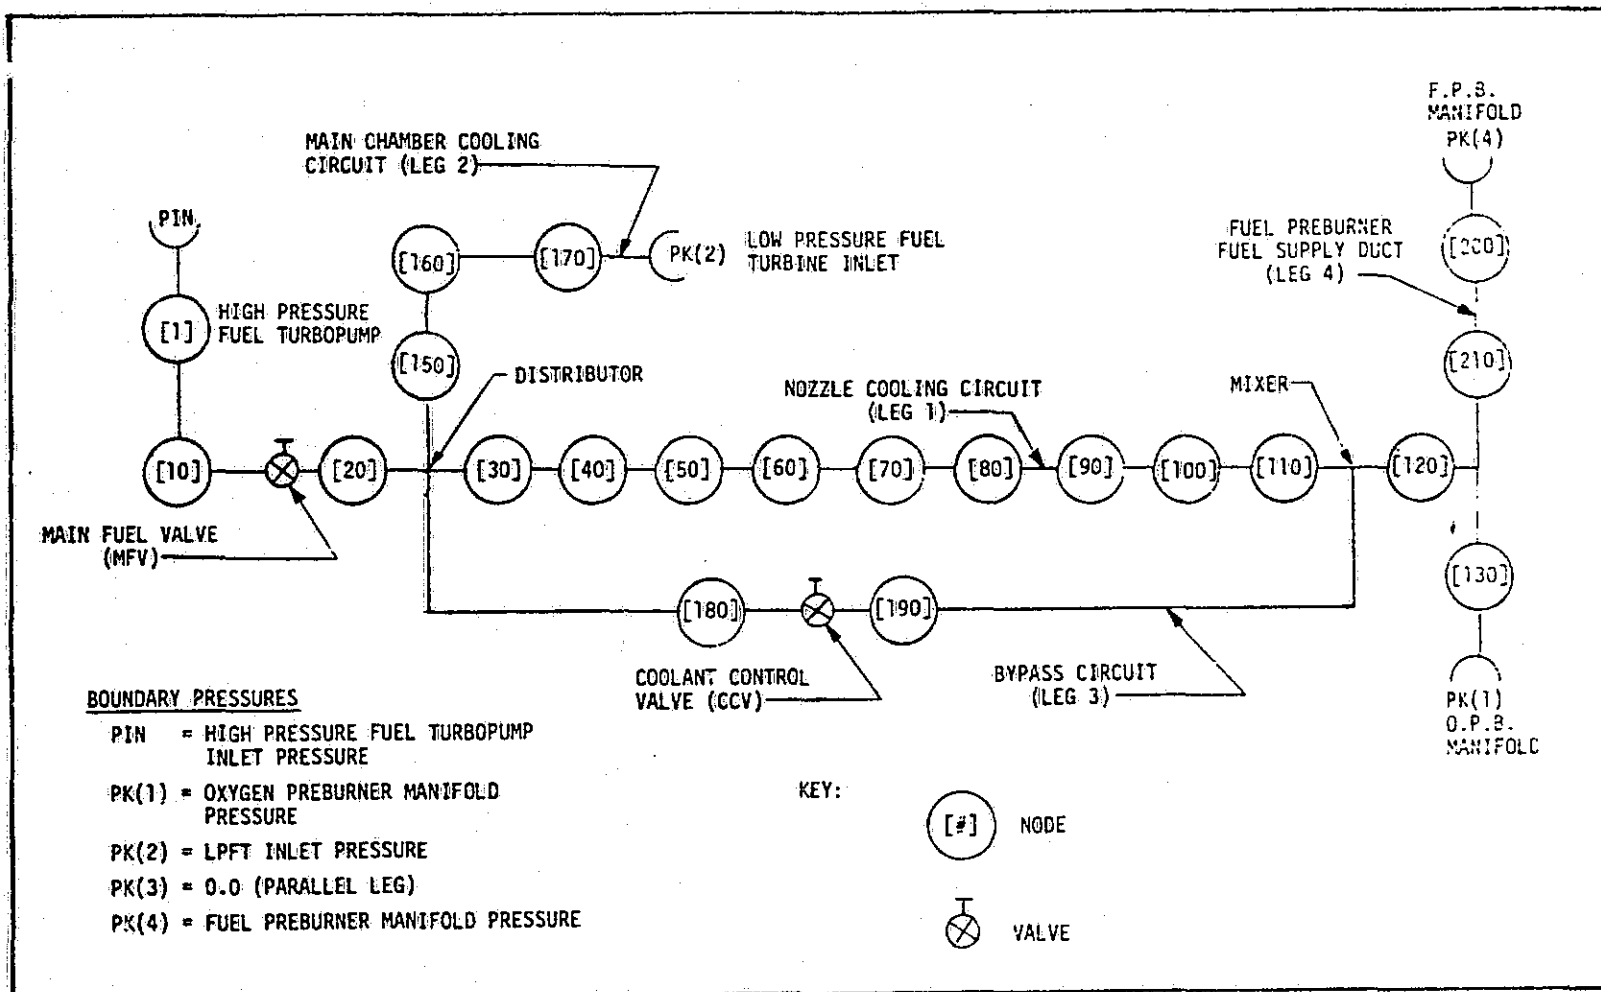 F.P.B.
MANIFOLD
PK(4)
MAIN CHAMBER COOLING
CIRCUIT (LEG 2)
PIN
[160]
[170]
PK(2)
LOW PRESSURE FUEL
TURBINE INLET
FUEL PREBURNER
FUEL SUPPLY DUCT
(LEG 4)
[200]
[1]
HIGH PRESSURE
FUEL TURBOPUMP
[150]
[210]
DISTRIBUTOR
NOZZLE COOLING CIRCUIT
(LEG 1)
MIXER
[10]
[20]
[30]
[40]
[50]
[60]
[70]
[80]
[90]
[100]
[110]
[120]
MAIN FUEL VALVE
(MFV)
[130]
[180]
[190]
COOLANT CONTROL
VALVE (CCV)
BYPASS CIRCUIT
(LEG 3)
PK(1)
O.P.B.
MANIFOLD
BOUNDARY PRESSURES
PIN = HIGH PRESSURE FUEL TURBOPUMP
INLET PRESSURE
PK(1) = OXYGEN PREBURNER MANIFOLD
PRESSURE
PK(2) = LPFT INLET PRESSURE
PK(3) = 0.0 (PARALLEL LEG)
PK(4) = FUEL PREBURNER MANIFOLD PRESSURE
KEY:
[#] NODE
VALVE